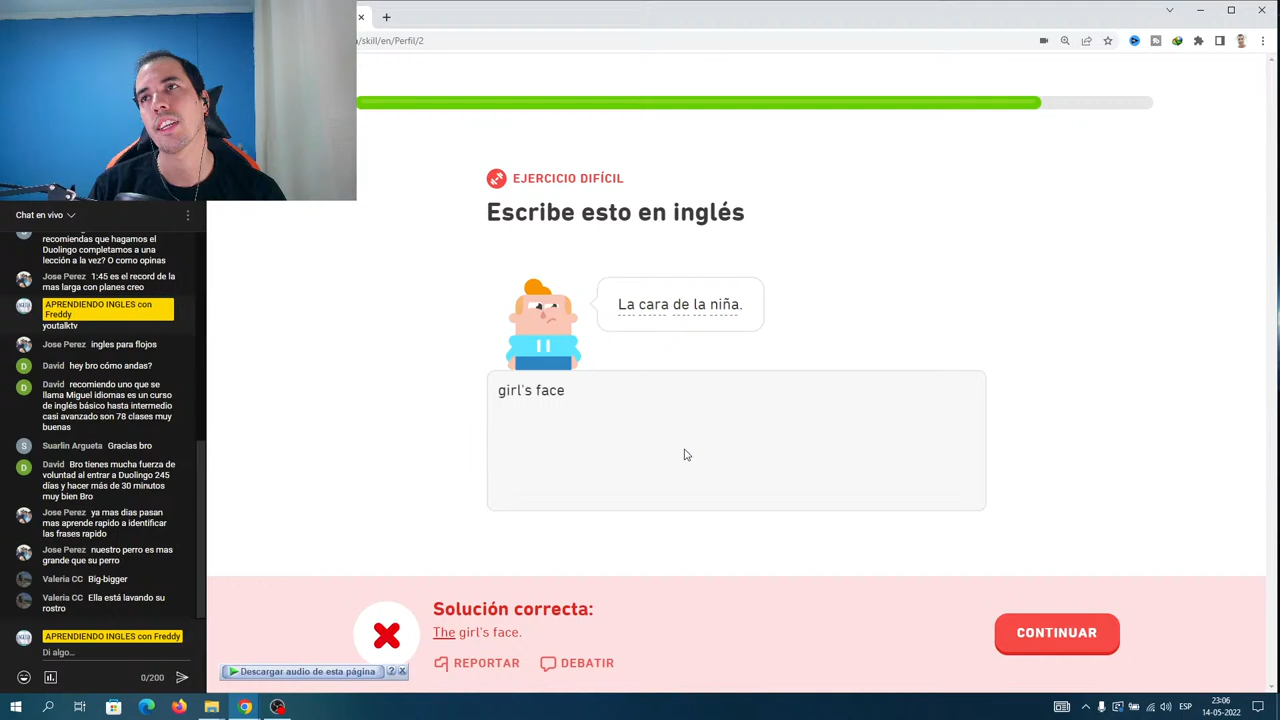 /skill/en/Perfil/2
EJERCICIO DIFÍCIL
Escribe esto en inglés
La cara de la niña.
girl's face
Solución correcta:
The girl's face.
REPORTAR
DEBATIR
CONTINUAR
Chat en vivo
recomiendas que hagamos el
Duolingo completamos a una
lección a la vez? O como opinas
Jose Perez 1:45 es el record de la
mas larga con planes creo
APRENDIENDO INGLES con
Freddy
youtalktv
Jose Perez ingles para flojos
David hey bro cómo andas?
David recomiendo uno que se
llama Miguel idiomas es un curso
de inglés básico hasta intermedio
casi avanzado son 78 clases muy
buenas
Suarlin Argueta Gracias bro
David Bro tienes mucha fuerza de
voluntad al entrar a Duolingo 245
días y hacer más de 30 minutos
muy bien Bro
Jose Perez ya mas dias pasan
mas aprende rapido a identificar
las frases rapido
Jose Perez nuestro perro es mas
grande que su perro
Valeria CC Big-bigger
Valeria CC Ella está lavando su
rostro
APRENDIENDO INGLES con Freddy
Di algo...
0/200
Descargar audio de esta página
ESP
23:06
14-05-2022